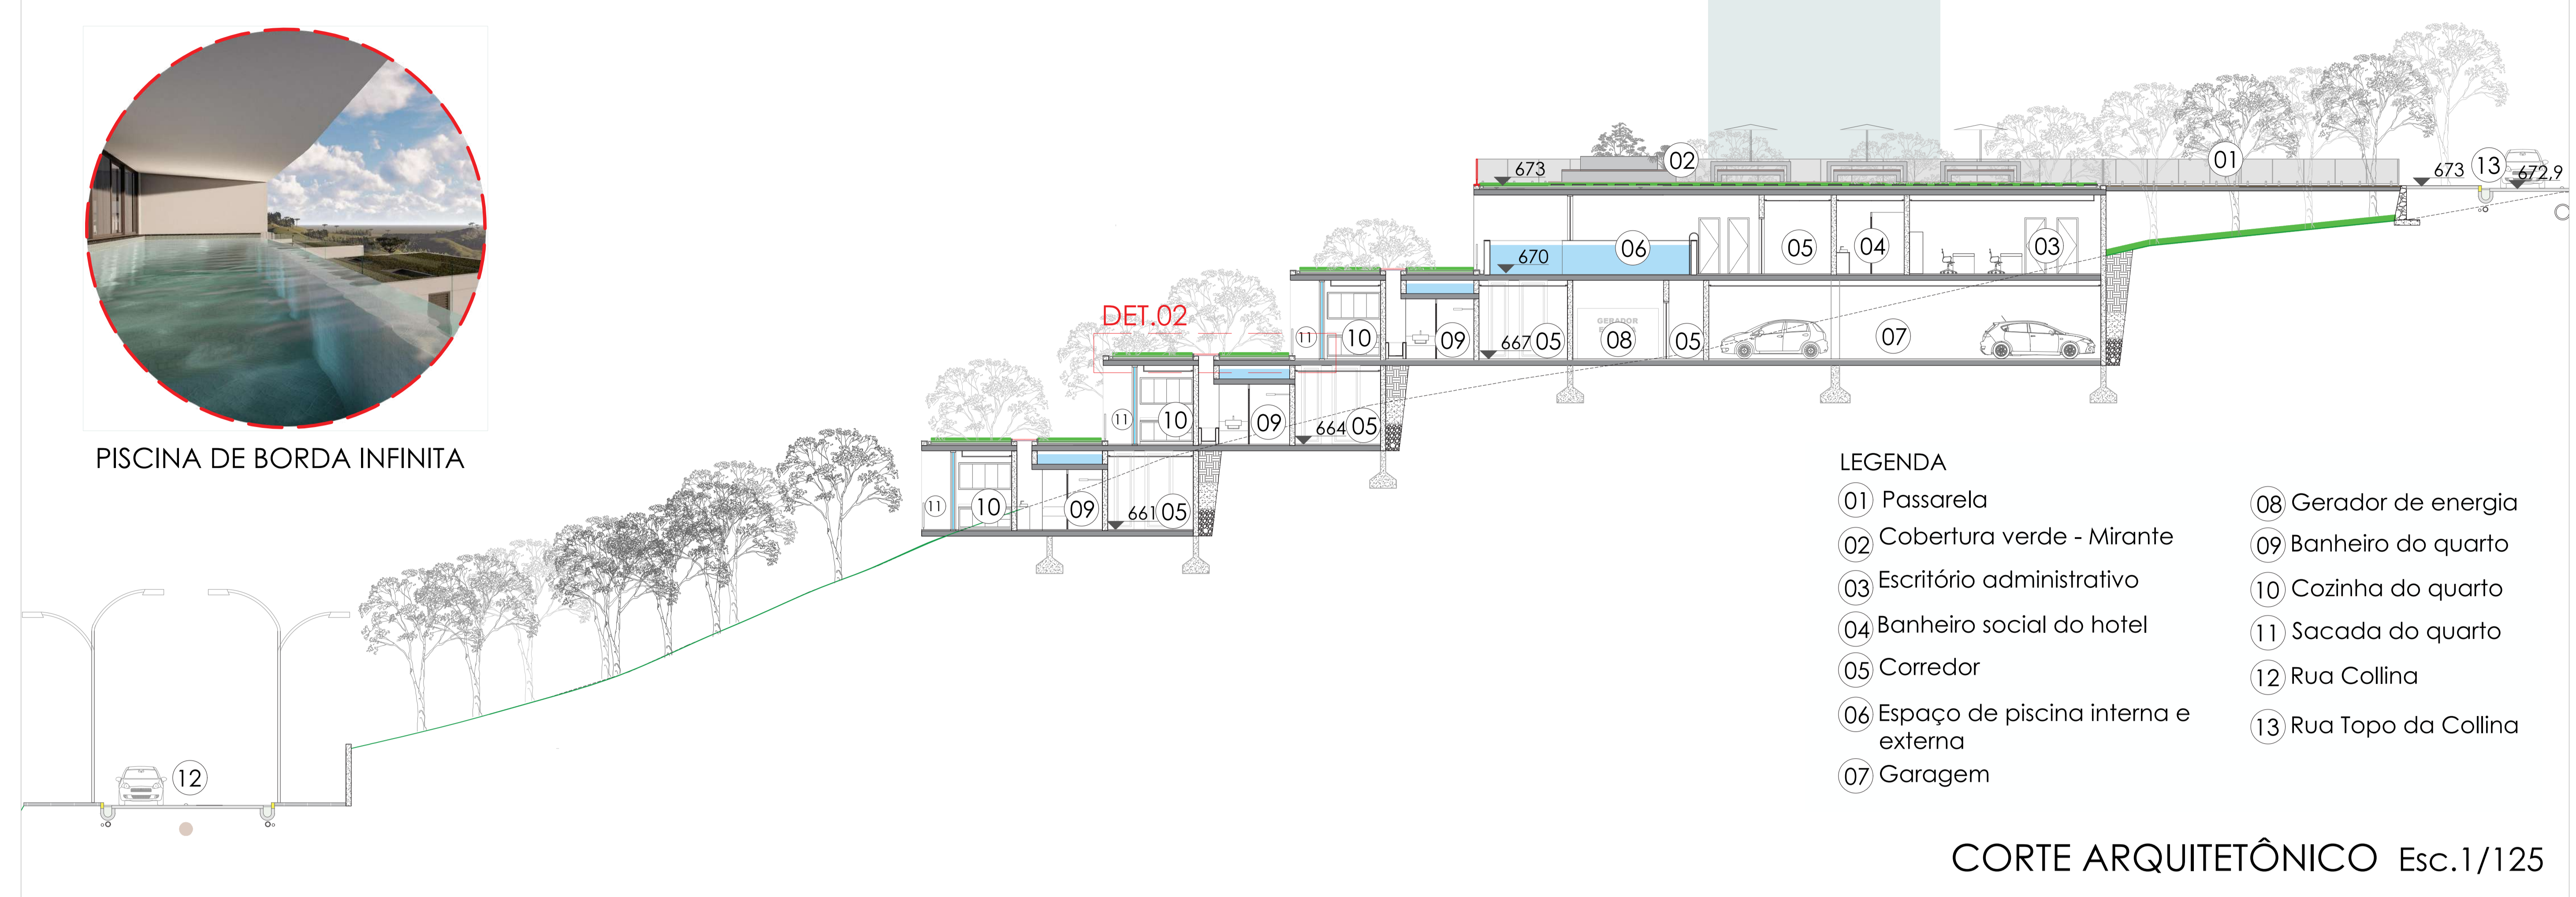 PISCINA DE BORDA INFINITA
02
01
673
673
13
672,9
06
05
04
03
670
DET.02
11
10
09
667
05
GERADOR
08
05
07
11
10
09
664
05
11
10
09
661
05
12
LEGENDA
01 Passarela
02 Cobertura verde - Mirante
03 Escritório administrativo
04 Banheiro social do hotel
05 Corredor
06 Espaço de piscina interna e
externa
07 Garagem
08 Gerador de energia
09 Banheiro do quarto
10 Cozinha do quarto
11 Sacada do quarto
12 Rua Collina
13 Rua Topo da Collina
CORTE ARQUITETÔNICO Esc.1/125